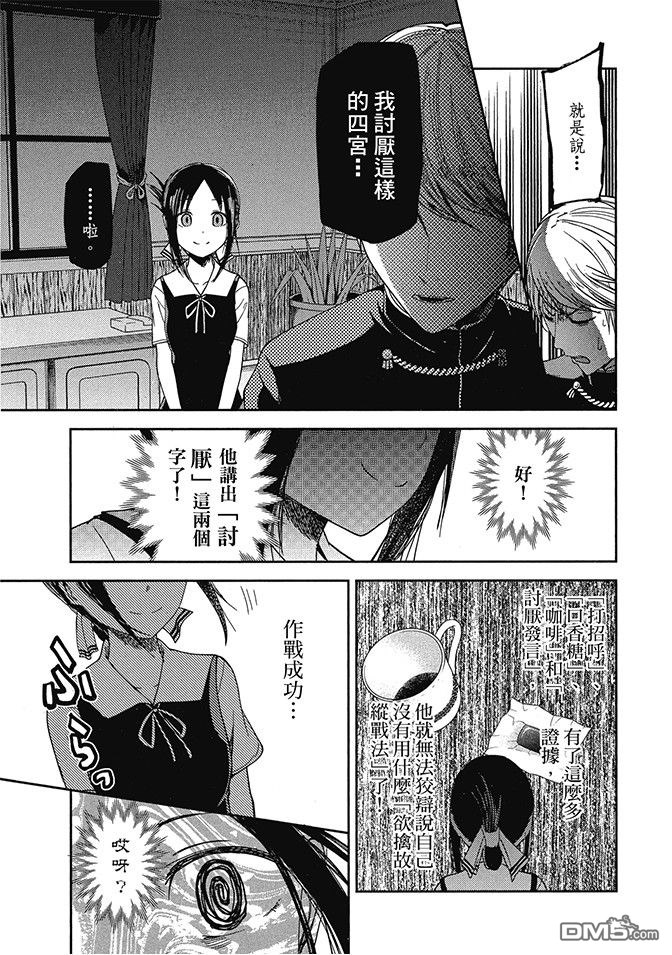 就是說…
我討厭這樣
的四宮…
……啦。
好！
他講出「討
厭」這兩個
字了！
「打招呼」、
「口香糖」、
「咖啡」和「
討厭發言」…
有了這麼多
證據，
他就無法狡辯說自己
沒有用什麼「欲擒故
縱戰法」了！
作戰成功…
ふらっ
哎呀？
DM5.com